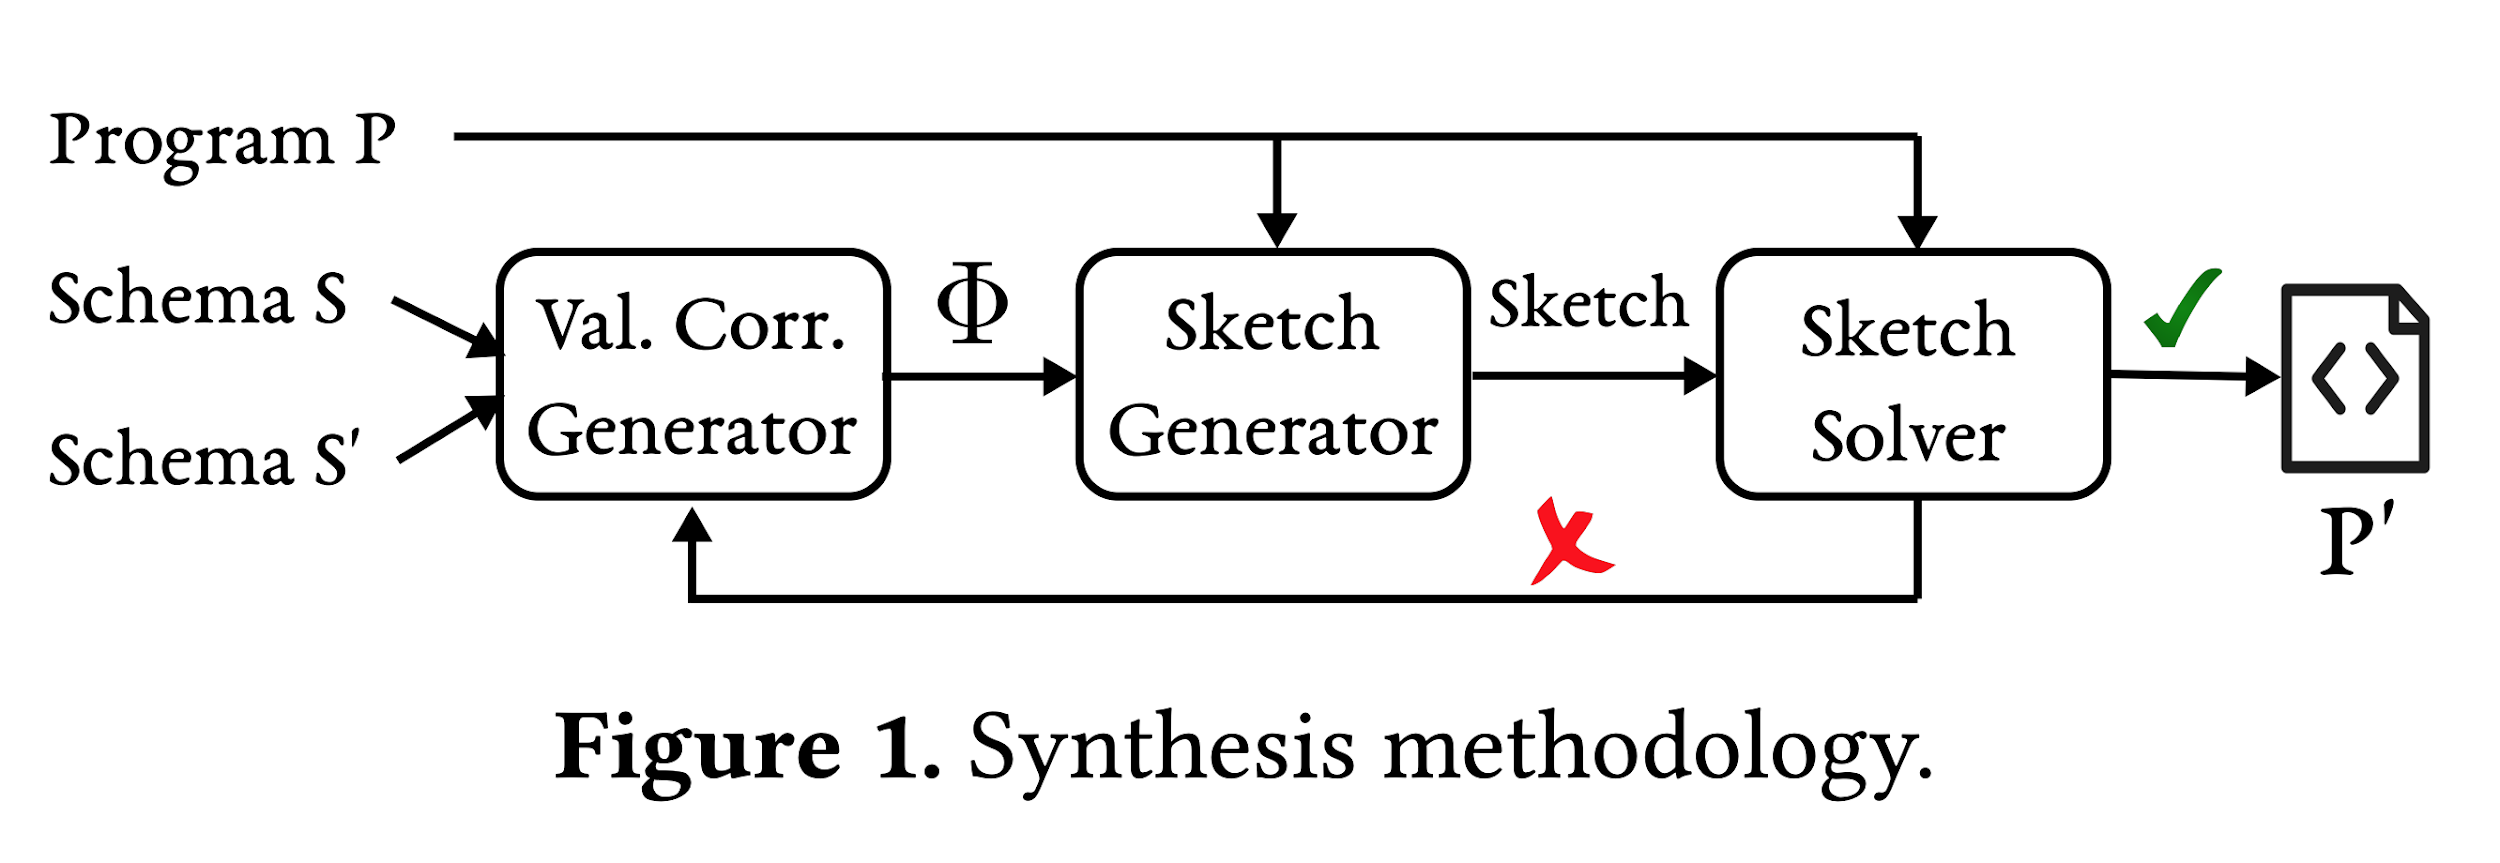 Program P
Schema S
Schema S′
Val. Corr.
Generator
Φ
Sketch
Generator
Sketch
Sketch
Solver
P′
Figure 1. Synthesis methodology.